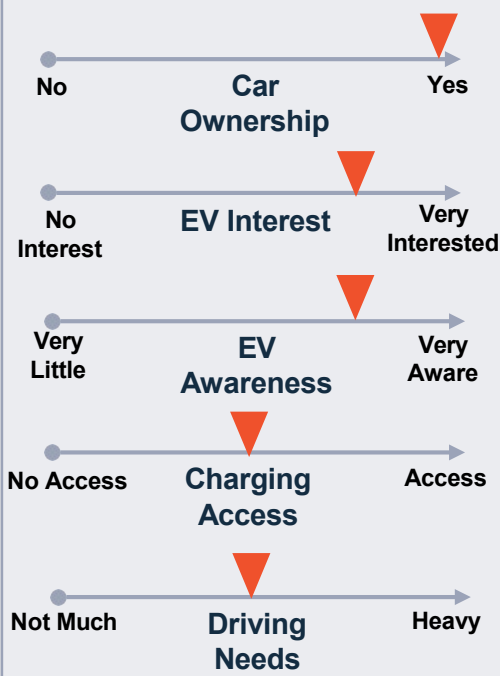 No
Car
Ownership
Yes
No
Interest
EV Interest
Very
Interested
Very
Little
EV
Awareness
Very
Aware
No Access
Charging
Access
Access
Not Much
Driving
Needs
Heavy